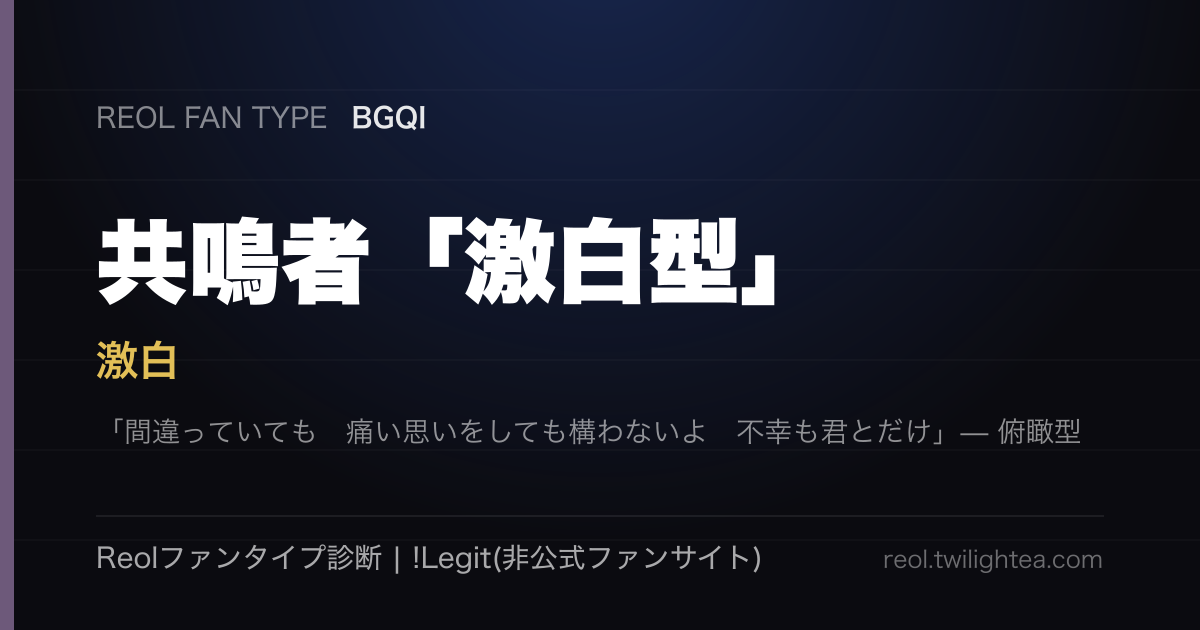 REOL FAN TYPE BGQI
共鳴者「激白型」
激白
「間違っていても　痛い思いをしても構わないよ　不幸も君とだけ」— 俯瞰型
Reolファンタイプ診断 | !Legit(非公式ファンサイト)
reol.twilightea.com